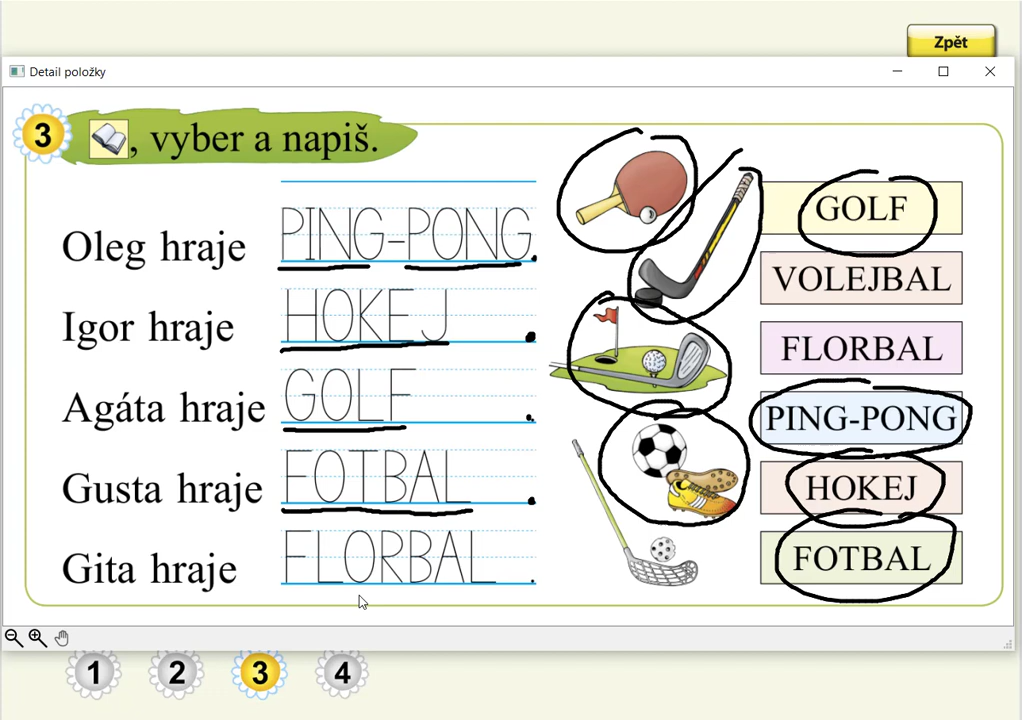 Zpět
Detail položky
3 , vyber a napiš.
Oleg hraje PING-PONG.
Igor hraje HOKEJ .
Agáta hraje GOLF .
Gusta hraje FOTBAL .
Gita hraje FLORBAL .
GOLF
VOLEJBAL
FLORBAL
PING-PONG
HOKEJ
FOTBAL
1 2 3 4